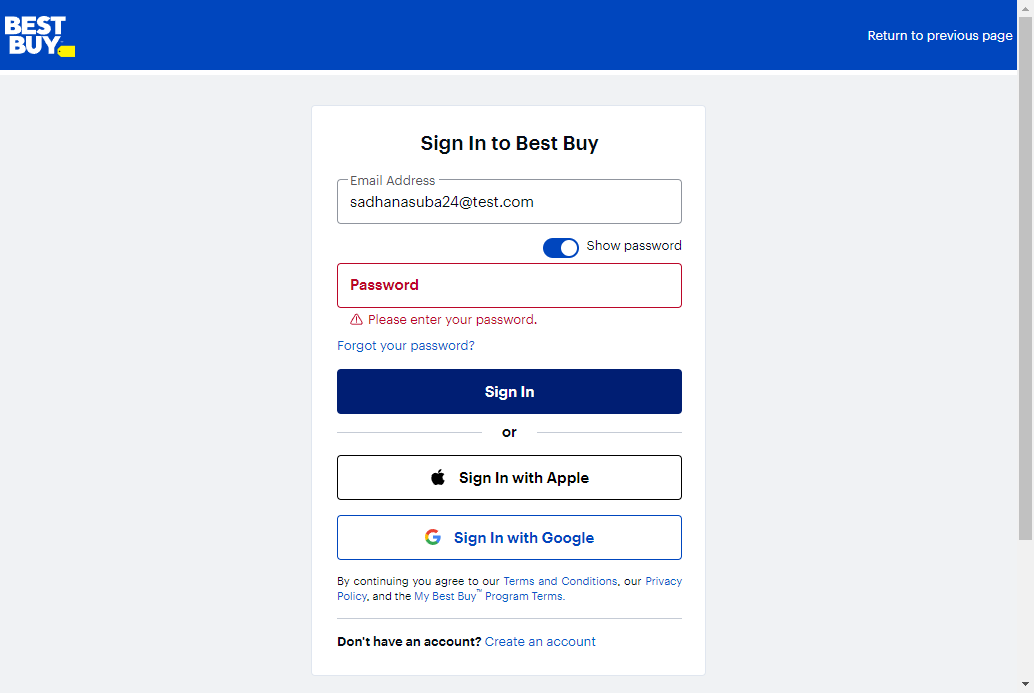 BEST
BUY
Return to previous page
Sign In to Best Buy
Email Address
sadhanasuba24@test.com
Show password
Password
Please enter your password.
Forgot your password?
Sign In
or
Sign In with Apple
Sign In with Google
By continuing you agree to our Terms and Conditions, our Privacy
Policy, and the My Best Buy™ Program Terms.
Don't have an account? Create an account